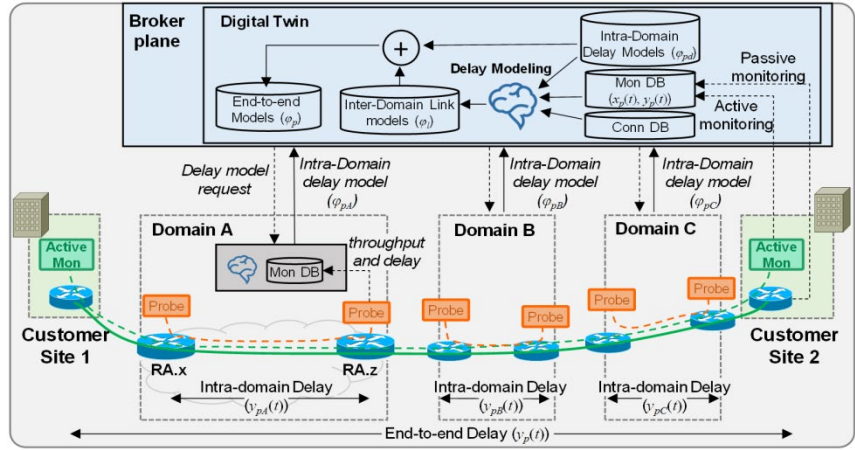 Broker
plane
Digital Twin
Intra-Domain
Delay Models (φpd)
Passive
monitoring
Delay Modeling
Mon DB
(xp(t), yp(t))
Active
monitoring
End-to-end
Models (φp)
Inter-Domain Link
models (φl)
Conn DB
Delay model
request
Intra-Domain
delay model
(φpA)
Intra-Domain
delay model
(φpB)
Intra-Domain
delay model
(φpC)
Domain A
Domain B
Domain C
throughput
and delay
Mon DB
Active
Mon
Active
Mon
Probe
Probe
Probe
Probe
Probe
Probe
Customer
Site 1
Customer
Site 2
RA.x
RA.z
Intra-domain Delay
(ypA(t))
Intra-domain Delay
(ypB(t))
Intra-domain Delay
(ypC(t))
End-to-end Delay (yp(t))